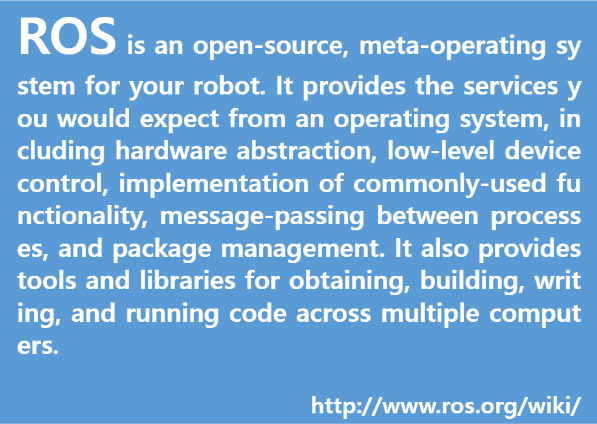 ROS is an open-source, meta-operating sy
stem for your robot. It provides the services y
ou would expect from an operating system, in
cluding hardware abstraction, low-level device
control, implementation of commonly-used fu
nctionality, message-passing between process
es, and package management. It also provides
tools and libraries for obtaining, building, writ
ing, and running code across multiple comput
ers.
http://www.ros.org/wiki/